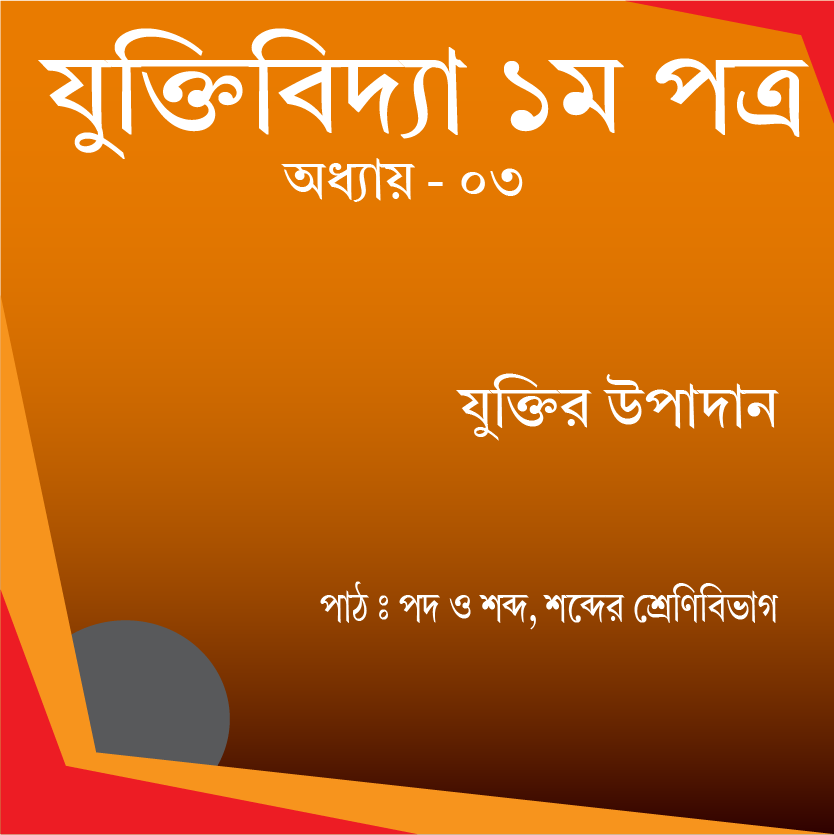 যুক্তিবিদ্যা ১ম পত্র
অধ্যায় - ০৩
যুক্তির উপাদান
পাঠ ঃ পদ ও শব্দ, শব্দের শ্রেণিবিভাগ